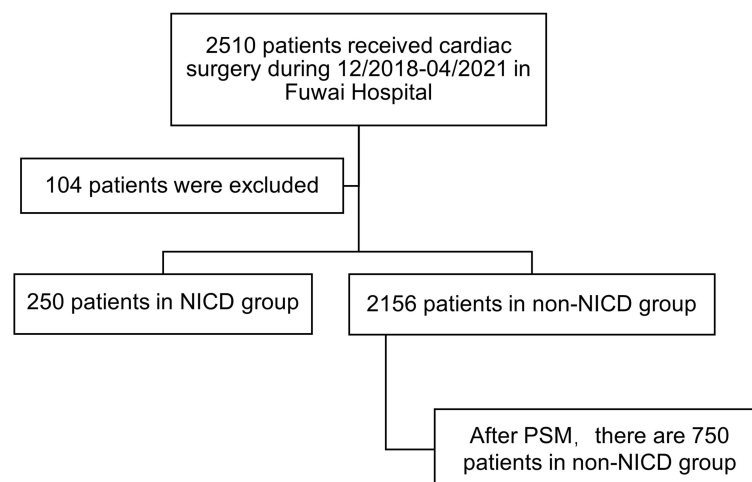 2510 patients received cardiac
surgery during 12/2018-04/2021 in
Fuwai Hospital
104 patients were excluded
250 patients in NICD group
2156 patients in non-NICD group
After PSM，there are 750
patients in non-NICD group